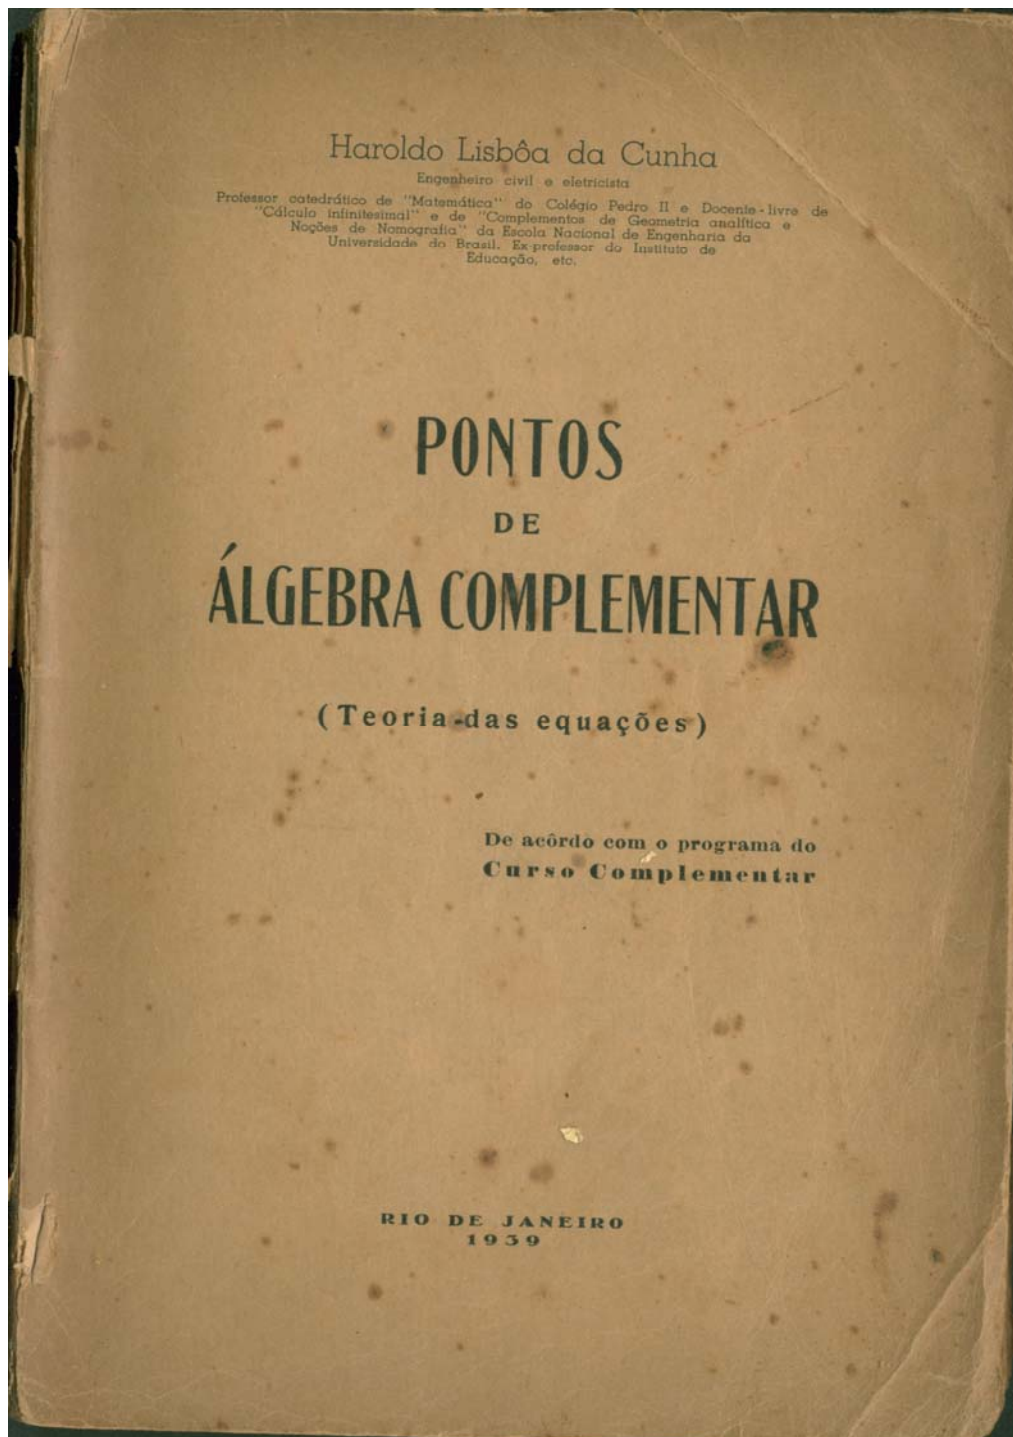 Haroldo Lisbôa da Cunha
Engenheiro civil e eletricista
Professor catedrático de "Matemática" do Colégio Pedro II e Docente-livre de
"Cálculo infinitesimal" e de "Complementos de Geometria analítica e
Noções de Nomografia" da Escola Nacional de Engenharia da
Universidade do Brasil. Ex-professor do Instituto de
Educação, etc.
PONTOS
DE
ÁLGEBRA COMPLEMENTAR
(Teoria das equações)
De acôrdo com o programa do
Curso Complementar
RIO DE JANEIRO
1939